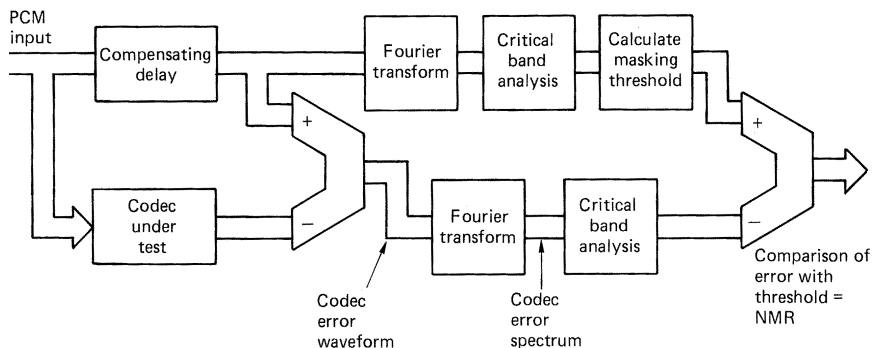 PCM
input
Compensating
delay
Fourier
transform
Critical
band
analysis
Calculate
masking
threshold
+
+
Codec
under
test
−
Fourier
transform
Critical
band
analysis
−
Codec
error
waveform
Codec
error
spectrum
Comparison of
error with
threshold =
NMR